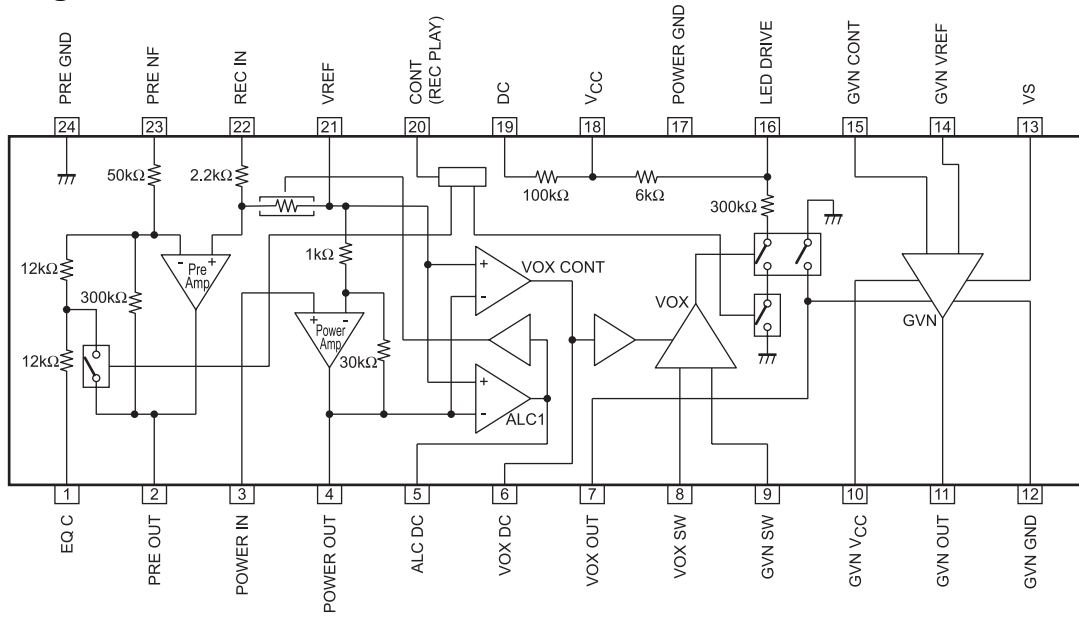 PRE GND
PRE NF
REC IN
VREF
CONT
(REC PLAY)
DC
VCC
POWER GND
LED DRIVE
GVN CONT
GVN VREF
VS
24
23
22
21
20
19
18
17
16
15
14
13
50kΩ
2.2kΩ
100kΩ
6kΩ
300kΩ
12kΩ
- +
Pre
Amp
1kΩ
+
VOX CONT
-
300kΩ
VOX
+ -
Power
Amp
GVN
12kΩ
30kΩ
+
-
ALC1
1
2
3
4
5
6
7
8
9
10
11
12
EQ C
PRE OUT
POWER IN
POWER OUT
ALC DC
VOX DC
VOX OUT
VOX SW
GVN SW
GVN VCC
GVN OUT
GVN GND